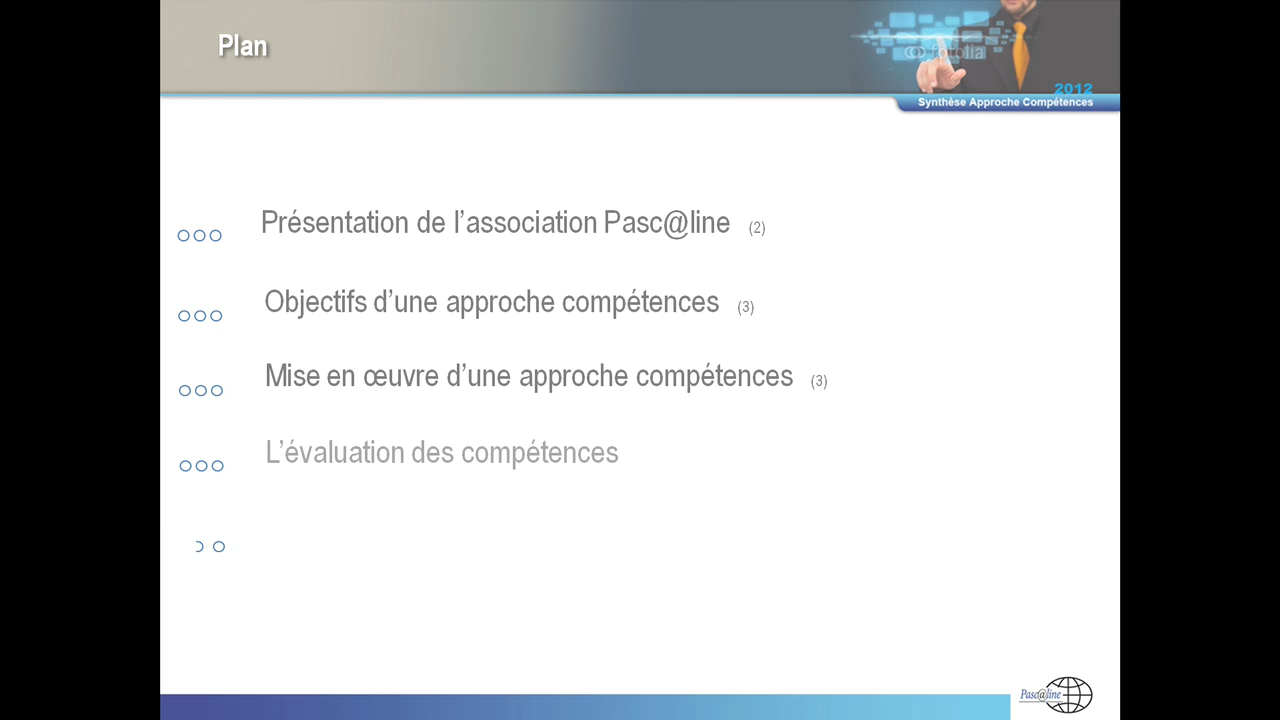 Plan
fotolia
2012
Synthèse Approche Compétences
Présentation de l’association Pasc@line (2)
Objectifs d’une approche compétences (3)
Mise en œuvre d’une approche compétences (3)
L’évaluation des compétences
Pasc@line